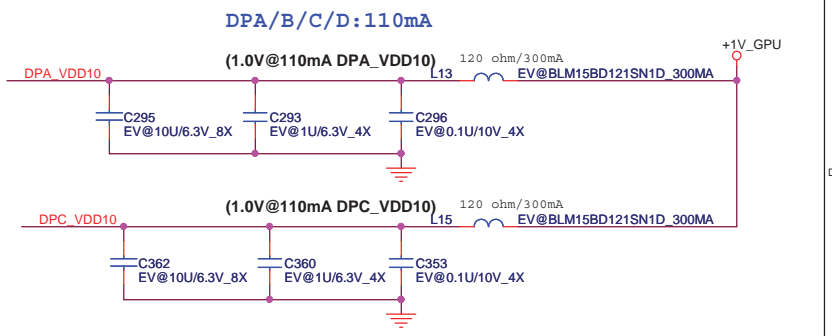 DPA/B/C/D:110mA
+1V_GPU
(1.0V@110mA DPA_VDD10)
120 ohm/300mA
DPA_VDD10
L13
EV@BLM15BD121SN1D_300MA
C295
EV@10U/6.3V_8X
C293
EV@1U/6.3V_4X
C296
EV@0.1U/10V_4X
(1.0V@110mA DPC_VDD10)
120 ohm/300mA
DPC_VDD10
L15
EV@BLM15BD121SN1D_300MA
C362
EV@10U/6.3V_8X
C360
EV@1U/6.3V_4X
C353
EV@0.1U/10V_4X